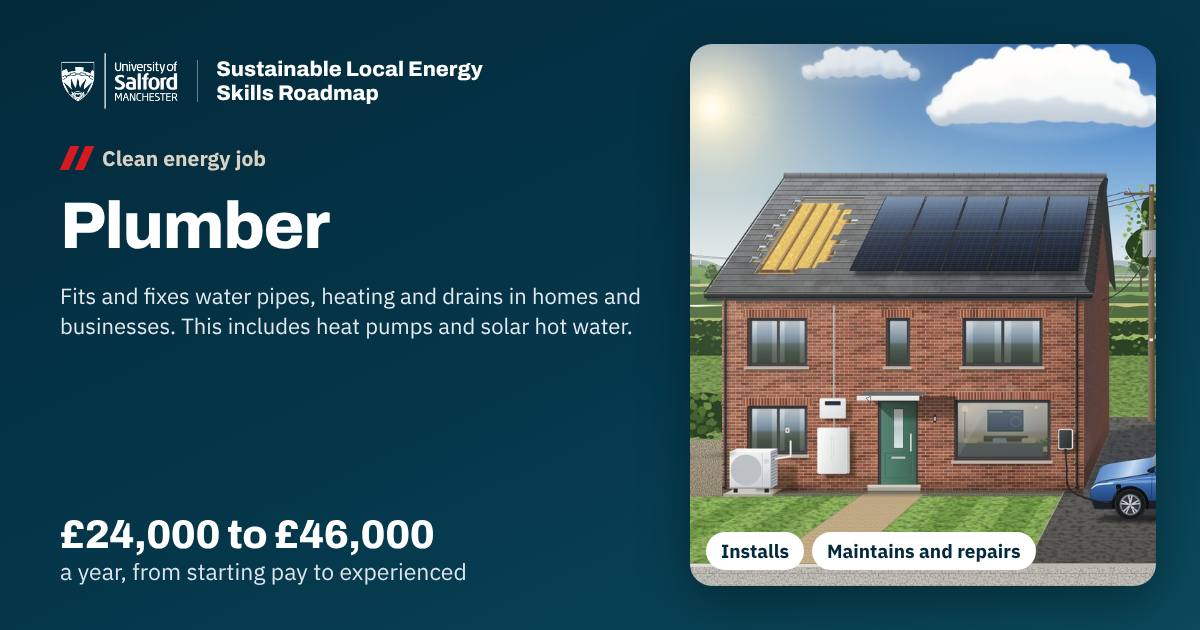 University of
Salford
MANCHESTER
Sustainable Local Energy
Skills Roadmap
Clean energy job
Plumber
Fits and fixes water pipes, heating and drains in homes and
businesses. This includes heat pumps and solar hot water.
£24,000 to £46,000
a year, from starting pay to experienced
Installs
Maintains and repairs